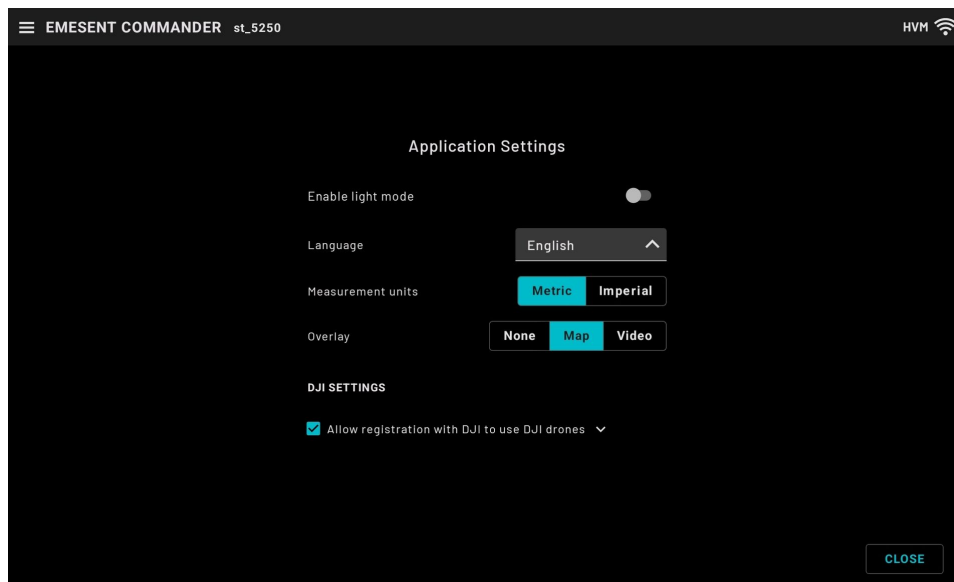 EMESENT COMMANDER st_5250 HVM
Application Settings
Enable light mode
Language English
Measurement units Metric Imperial
Overlay None Map Video
DJI SETTINGS
Allow registration with DJI to use DJI drones
CLOSE